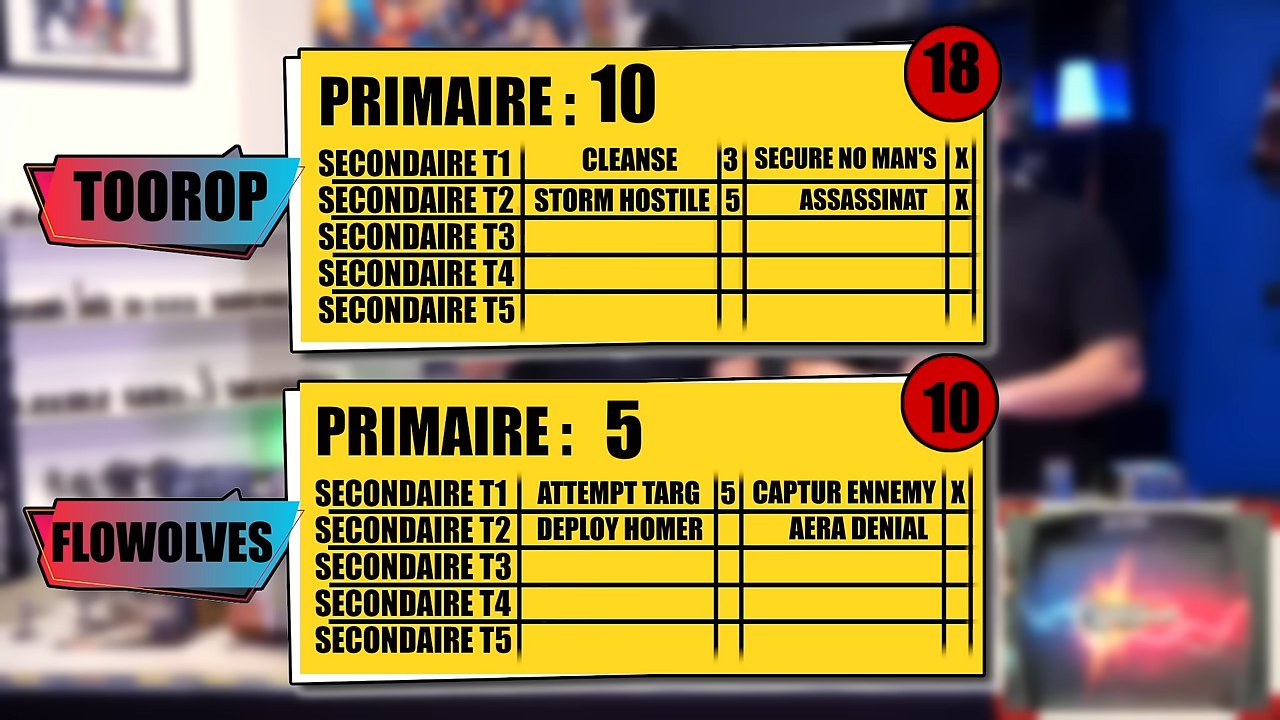 18
PRIMAIRE : 10
SECONDAIRE T1 CLEANSE 3 SECURE NO MAN'S X
TOOROP
SECONDAIRE T2 STORM HOSTILE 5 ASSASSINAT X
SECONDAIRE T3
SECONDAIRE T4
SECONDAIRE T5
10
PRIMAIRE : 5
SECONDAIRE T1 ATTEMPT TARG 5 CAPTUR ENNEMY X
SECONDAIRE T2 DEPLOY HOMER AERA DENIAL
FLOWOLVES
SECONDAIRE T3
SECONDAIRE T4
SECONDAIRE T5